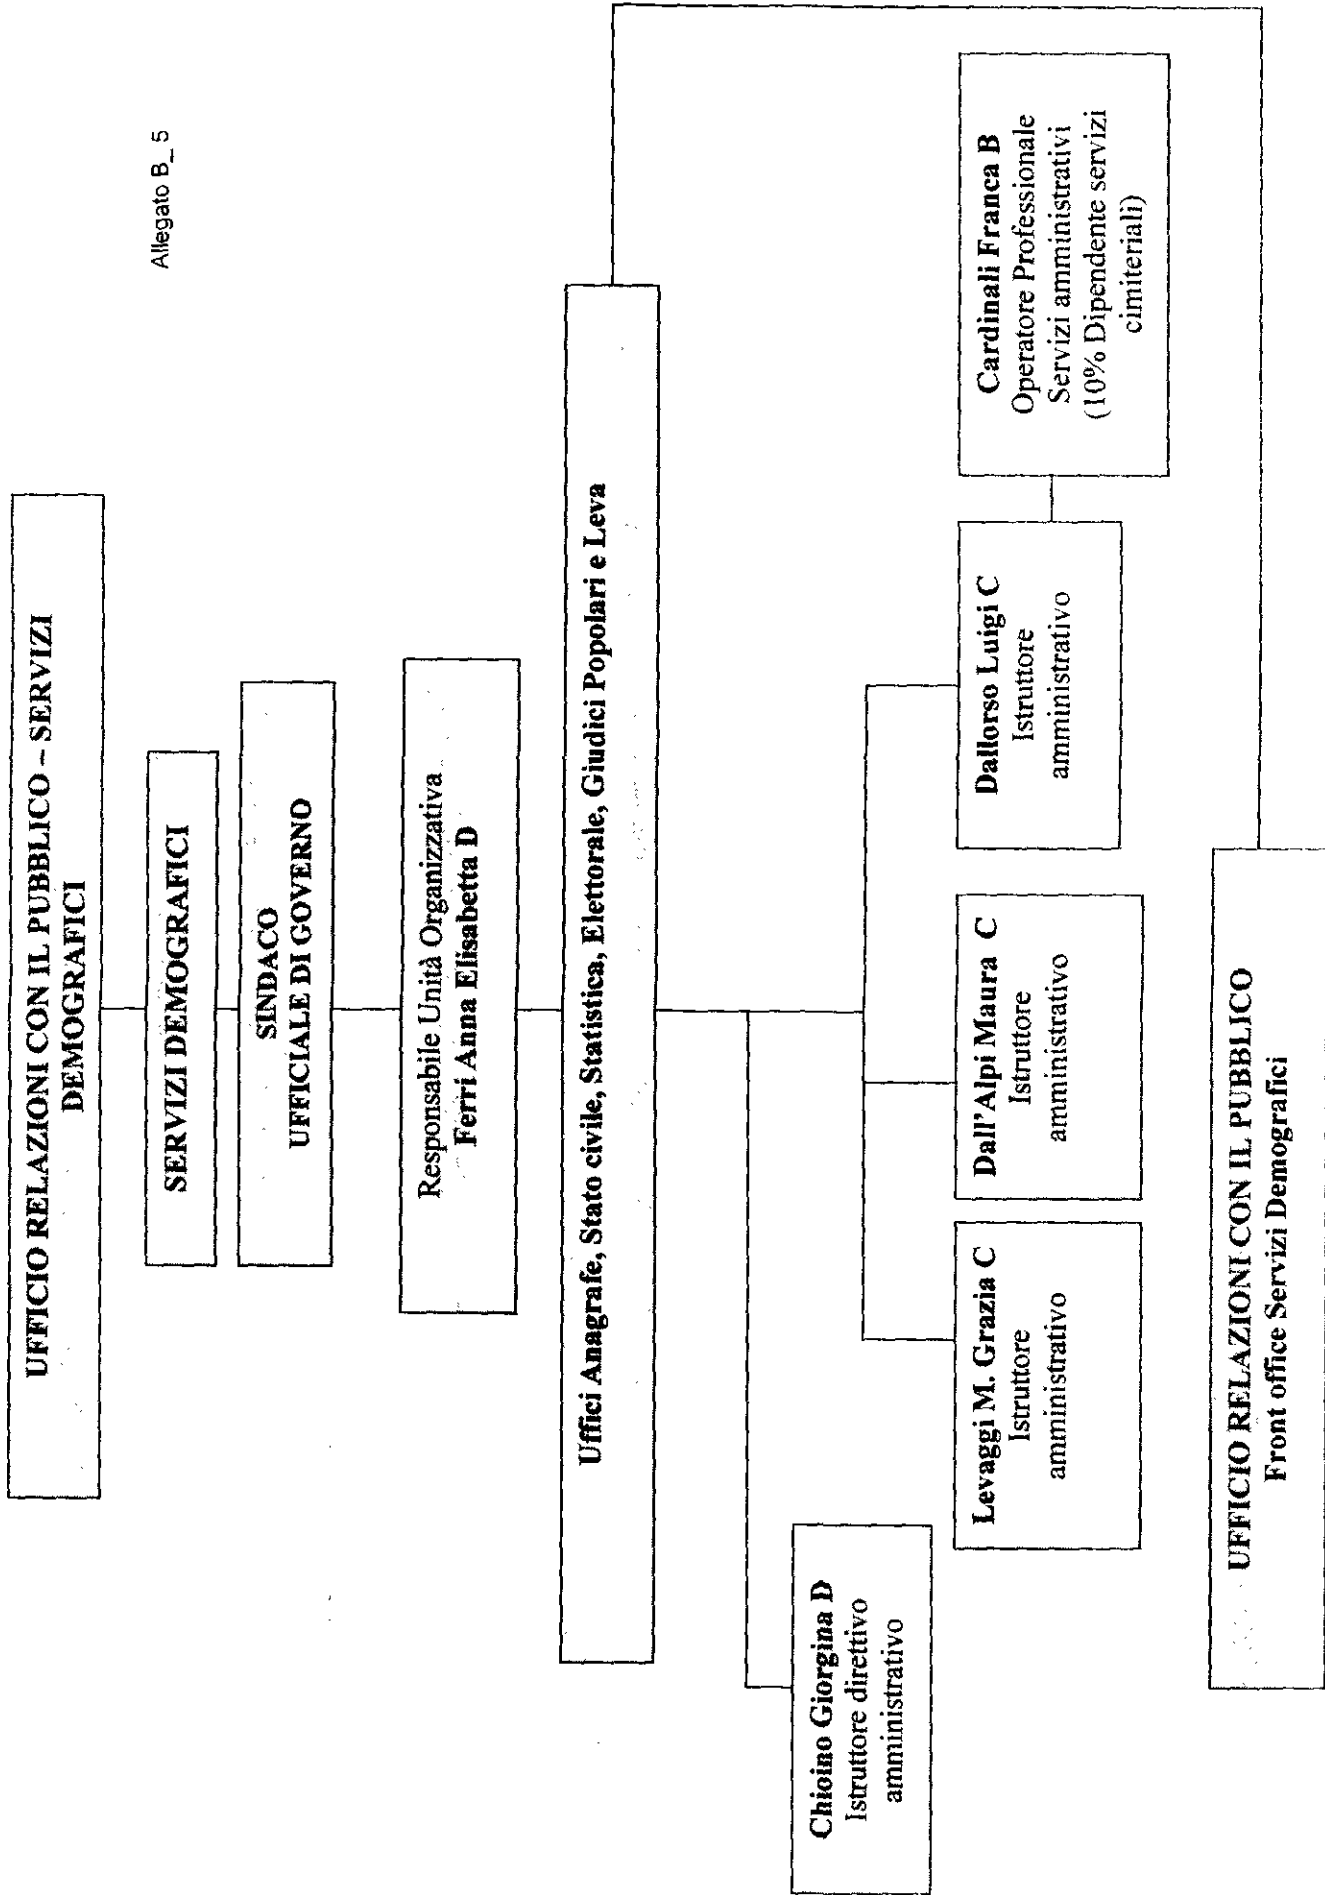 Allegato B_5
UFFICIO RELAZIONI CON IL PUBBLICO – SERVIZI
DEMOGRAFICI
SERVIZI DEMOGRAFICI
SINDACO
UFFICIALE DI GOVERNO
Responsabile Unità Organizzativa
Ferri Anna Elisabetta D
Uffici Anagrafe, Stato civile, Statistica, Elettorale, Giudici Popolari e Leva
Chioino Giorgina D
Istruttore direttivo
amministrativo
Levaggi M. Grazia C
Istruttore
amministrativo
Dall'Alpi Maura C
Istruttore
amministrativo
Dallorso Luigi C
Istruttore
amministrativo
Cardinali Franca B
Operatore Professionale
Servizi amministrativi
(10% Dipendente servizi
cimiteriali)
UFFICIO RELAZIONI CON IL PUBBLICO
Front office Servizi Demografici